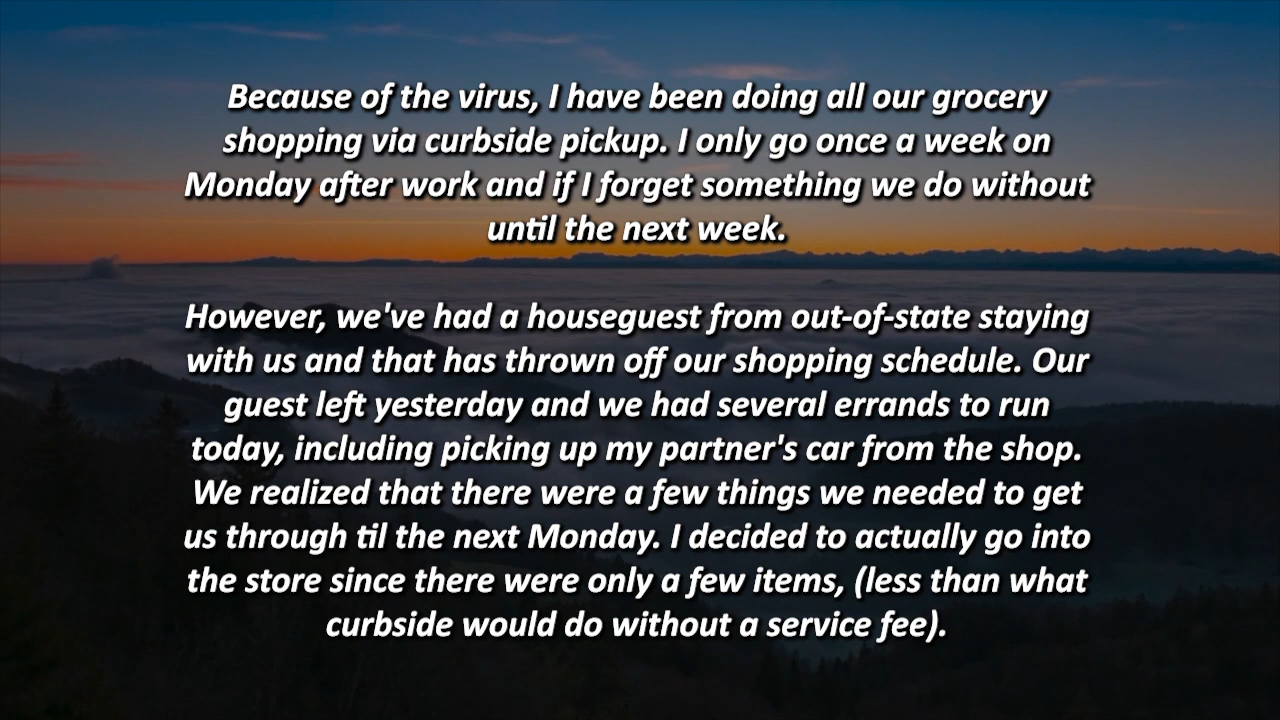 Because of the virus, I have been doing all our grocery
shopping via curbside pickup. I only go once a week on
Monday after work and if I forget something we do without
until the next week.
However, we've had a houseguest from out-of-state staying
with us and that has thrown off our shopping schedule. Our
guest left yesterday and we had several errands to run
today, including picking up my partner's car from the shop.
We realized that there were a few things we needed to get
us through til the next Monday. I decided to actually go into
the store since there were only a few items, (less than what
curbside would do without a service fee).